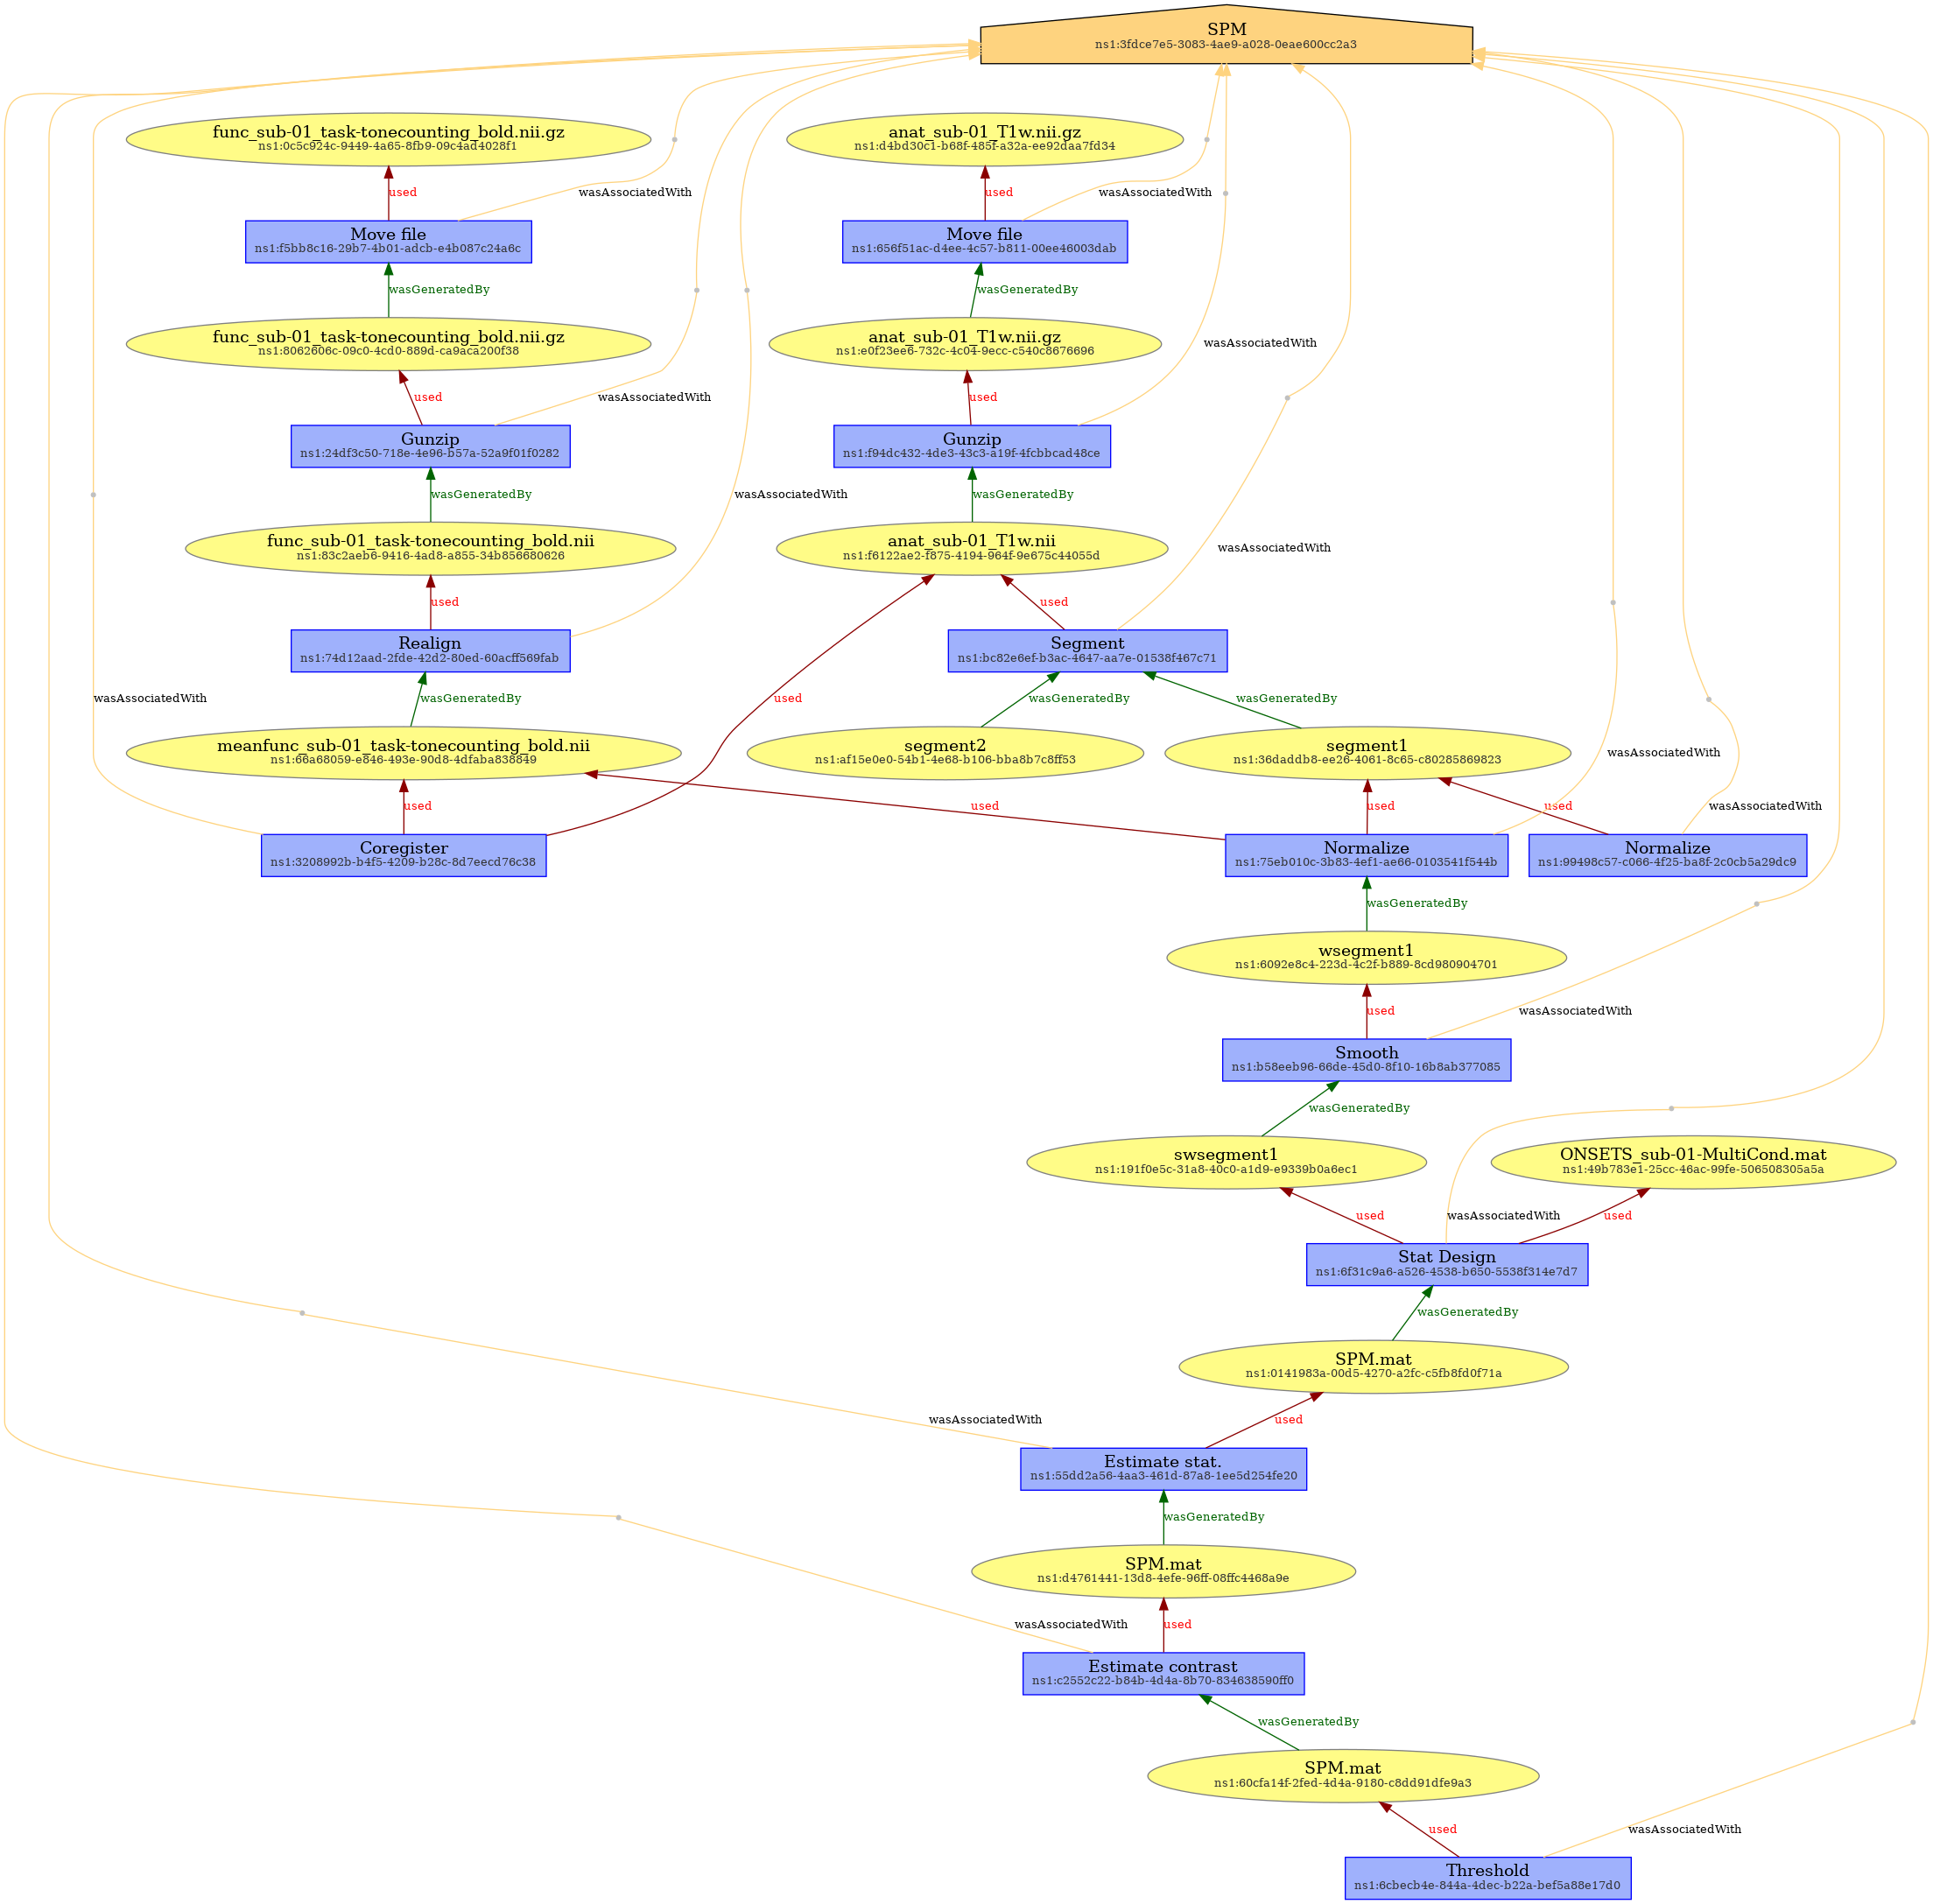 SPM
ns1:3fdce7e5-3083-4ae9-a028-0eae600cc2a3
func_sub-01_task-tonecounting_bold.nii.gz
ns1:0c5c924c-9449-4a65-8fb9-09c4ad4028f1
anat_sub-01_T1w.nii.gz
ns1:d4bd30c1-b68f-485f-a32a-ee92daa7fd34
used
wasAssociatedWith
used
wasAssociatedWith
Move file
ns1:f5bb8c16-29b7-4b01-adcb-e4b087c24a6c
Move file
ns1:656f51ac-d4ee-4c57-b811-00ee46003dab
wasGeneratedBy
wasGeneratedBy
func_sub-01_task-tonecounting_bold.nii.gz
ns1:8062606c-09c0-4cd0-889d-ca9aca200f38
anat_sub-01_T1w.nii.gz
ns1:e0f23ee6-732c-4c04-9ecc-c540c8676696
wasAssociatedWith
used
wasAssociatedWith
used
Gunzip
ns1:24df3c50-718e-4e96-b57a-52a9f01f0282
Gunzip
ns1:f94dc432-4de3-43c3-a19f-4fcbbcad48ce
wasGeneratedBy
wasAssociatedWith
wasGeneratedBy
func_sub-01_task-tonecounting_bold.nii
ns1:83c2aeb6-9416-4ad8-a855-34b856680626
anat_sub-01_T1w.nii
ns1:f6122ae2-f875-4194-964f-9e675c44055d
wasAssociatedWith
used
used
Realign
ns1:74d12aad-2fde-42d2-80ed-60acff569fab
Segment
ns1:bc82e6ef-b3ac-4647-aa7e-01538f467c71
wasAssociatedWith
wasGeneratedBy
used
wasGeneratedBy
wasGeneratedBy
meanfunc_sub-01_task-tonecounting_bold.nii
ns1:66a68059-e846-493e-90d8-4dfaba838849
segment2
ns1:af15e0e0-54b1-4e68-b106-bba8b7c8ff53
segment1
ns1:36daddb8-ee26-4061-8c65-c80285869823
wasAssociatedWith
used
used
used
used
wasAssociatedWith
Coregister
ns1:3208992b-b4f5-4209-b28c-8d7eecd76c38
Normalize
ns1:75eb010c-3b83-4ef1-ae66-0103541f544b
Normalize
ns1:99498c57-c066-4f25-ba8f-2c0cb5a29dc9
wasGeneratedBy
wsegment1
ns1:6092e8c4-223d-4c2f-b889-8cd980904701
used
wasAssociatedWith
Smooth
ns1:b58eeb96-66de-45d0-8f10-16b8ab377085
wasGeneratedBy
swsegment1
ns1:191f0e5c-31a8-40c0-a1d9-e9339b0a6ec1
ONSETS_sub-01-MultiCond.mat
ns1:49b783e1-25cc-46ac-99fe-506508305a5a
used
wasAssociatedWith
used
Stat Design
ns1:6f31c9a6-a526-4538-b650-5538f314e7d7
wasGeneratedBy
SPM.mat
ns1:0141983a-00d5-4270-a2fc-c5fb8fd0f71a
wasAssociatedWith
used
Estimate stat.
ns1:55dd2a56-4aa3-461d-87a8-1ee5d254fe20
wasGeneratedBy
SPM.mat
ns1:d4761441-13d8-4efe-96ff-08ffc4468a9e
wasAssociatedWith
used
Estimate contrast
ns1:c2552c22-b84b-4d4a-8b70-834638590ff0
wasGeneratedBy
SPM.mat
ns1:60cfa14f-2fed-4d4a-9180-c8dd91dfe9a3
used
wasAssociatedWith
Threshold
ns1:6cbecb4e-844a-4dec-b22a-bef5a88e17d0